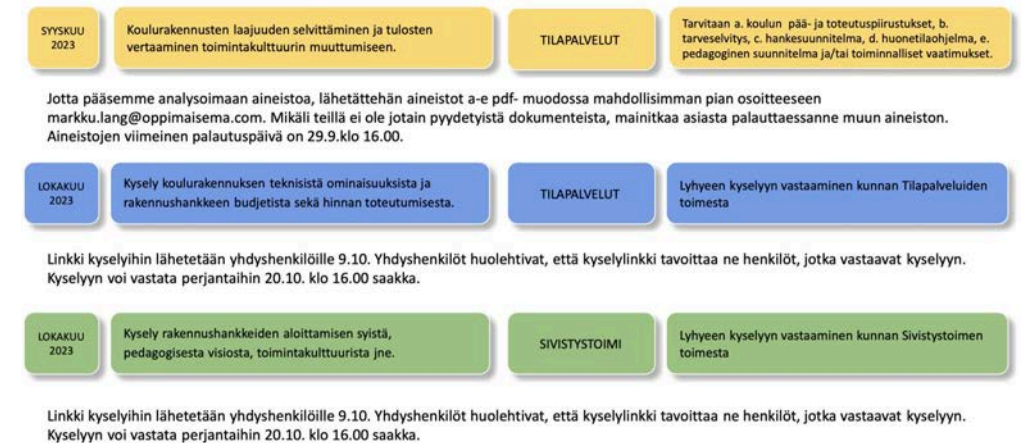 SYYSKUU
2023
Koulurakennusten laajuuden selvittäminen ja tulosten
vertaaminen toimintakulttuurin muuttumiseen.
TILAPALVELUT
Tarvitaan a. koulun pää- ja toteutuspiirustukset, b.
tarveselvitys, c. hankesuunnitelma, d. huonetilaohjelma, e.
pedagoginen suunnitelma ja/tai toiminnalliset vaatimukset.
Jotta pääsemme analysoimaan aineistoa, lähetättehän aineistot a-e pdf- muodossa mahdollisimman pian osoitteeseen
markku.lang@oppimaisema.com. Mikäli teillä ei ole jotain pyydetyistä dokumenteista, mainitkaa asiasta palauttaessanne muun aineiston.
Aineistojen viimeinen palautuspäivä on 29.9.klo 16.00.
LOKAKUU
2023
Kysely koulurakennuksen teknisistä ominaisuuksista ja
rakennushankkeen budjetista sekä hinnan toteutumisesta.
TILAPALVELUT
Lyhyeen kyselyyn vastaaminen kunnan Tilapalveluiden
toimesta
Linkki kyselyihin lähetetään yhdyshenkilöille 9.10. Yhdyshenkilöt huolehtivat, että kyselylinkki tavoittaa ne henkilöt, jotka vastaavat kyselyyn.
Kyselyyn voi vastata perjantaihin 20.10. klo 16.00 saakka.
LOKAKUU
2023
Kysely rakennushankkeiden aloittamisen syistä,
pedagogisesta visiosta, toimintakulttuurista jne.
SIVISTYSTOIMI
Lyhyeen kyselyyn vastaaminen kunnan Sivistystoimen
toimesta
Linkki kyselyihin lähetetään yhdyshenkilöille 9.10. Yhdyshenkilöt huolehtivat, että kyselylinkki tavoittaa ne henkilöt, jotka vastaavat kyselyyn.
Kyselyyn voi vastata perjantaihin 20.10. klo 16.00 saakka.